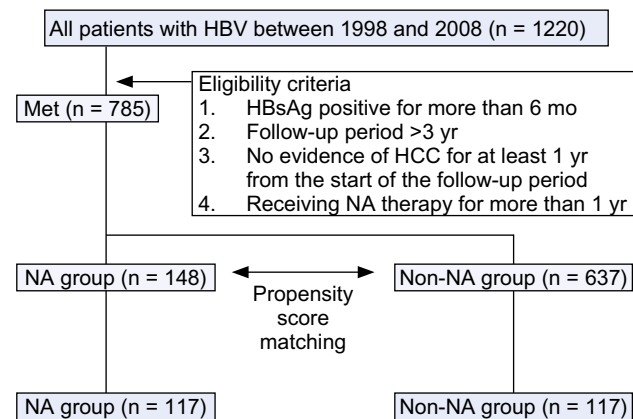 All patients with HBV between 1998 and 2008 (n = 1220)
Eligibility criteria
1. HBsAg positive for more than 6 mo
2. Follow-up period >3 yr
3. No evidence of HCC for at least 1 yr
from the start of the follow-up period
4. Receiving NA therapy for more than 1 yr
Met (n = 785)
NA group (n = 148)
Non-NA group (n = 637)
Propensity
score
matching
NA group (n = 117)
Non-NA group (n = 117)